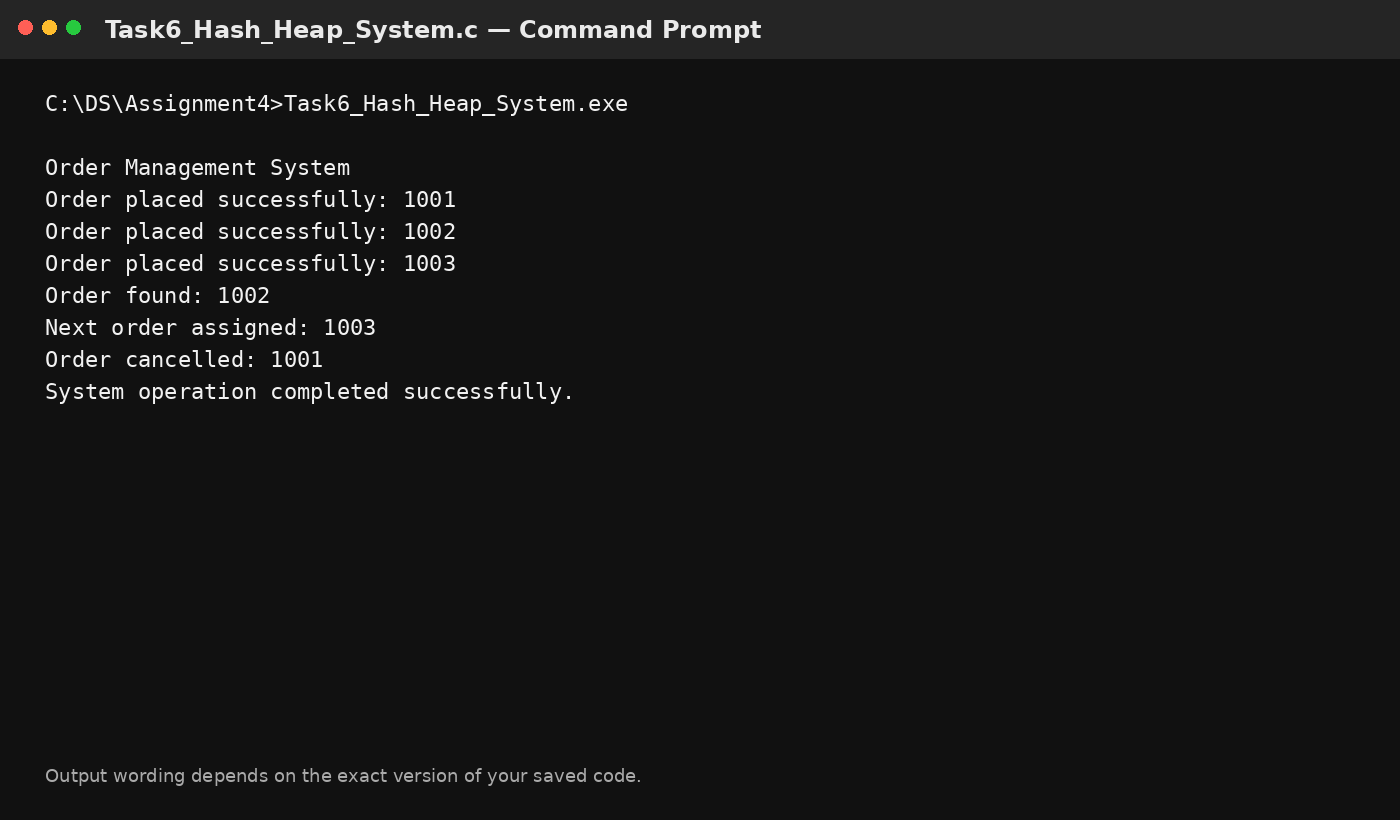 Task6_Hash_Heap_System.c — Command Prompt
C:\DS\Assignment4>Task6_Hash_Heap_System.exe
Order Management System
Order placed successfully: 1001
Order placed successfully: 1002
Order placed successfully: 1003
Order found: 1002
Next order assigned: 1003
Order cancelled: 1001
System operation completed successfully.
Output wording depends on the exact version of your saved code.